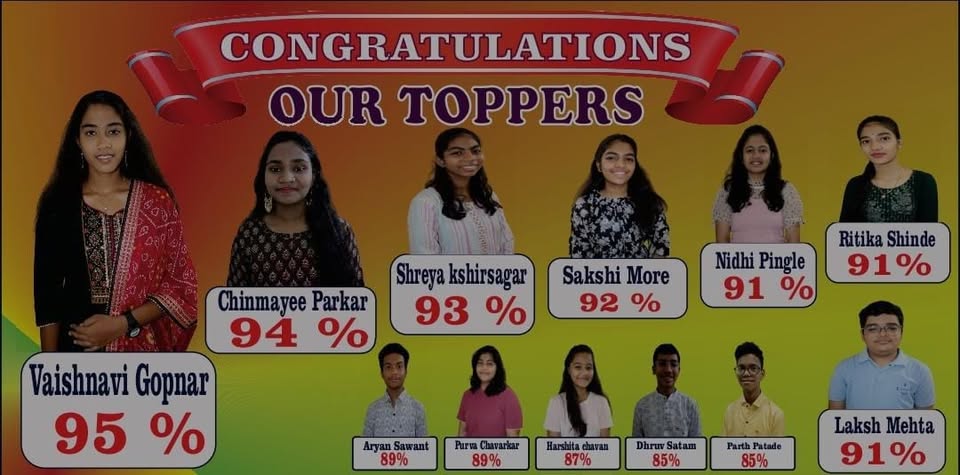 CONGRATULATIONS
OUR TOPPERS
Vaishnavi Gopnar
95 %
Chinmayee Parkar
94 %
Shreya kshirsagar
93 %
Sakshi More
92 %
Nidhi Pingle
91 %
Ritika Shinde
91%
Laksh Mehta
91%
Aryan Sawant
89%
Purva Chavarkar
89%
Harshita chavan
87%
Dhruv Satam
85%
Parth Patade
85%